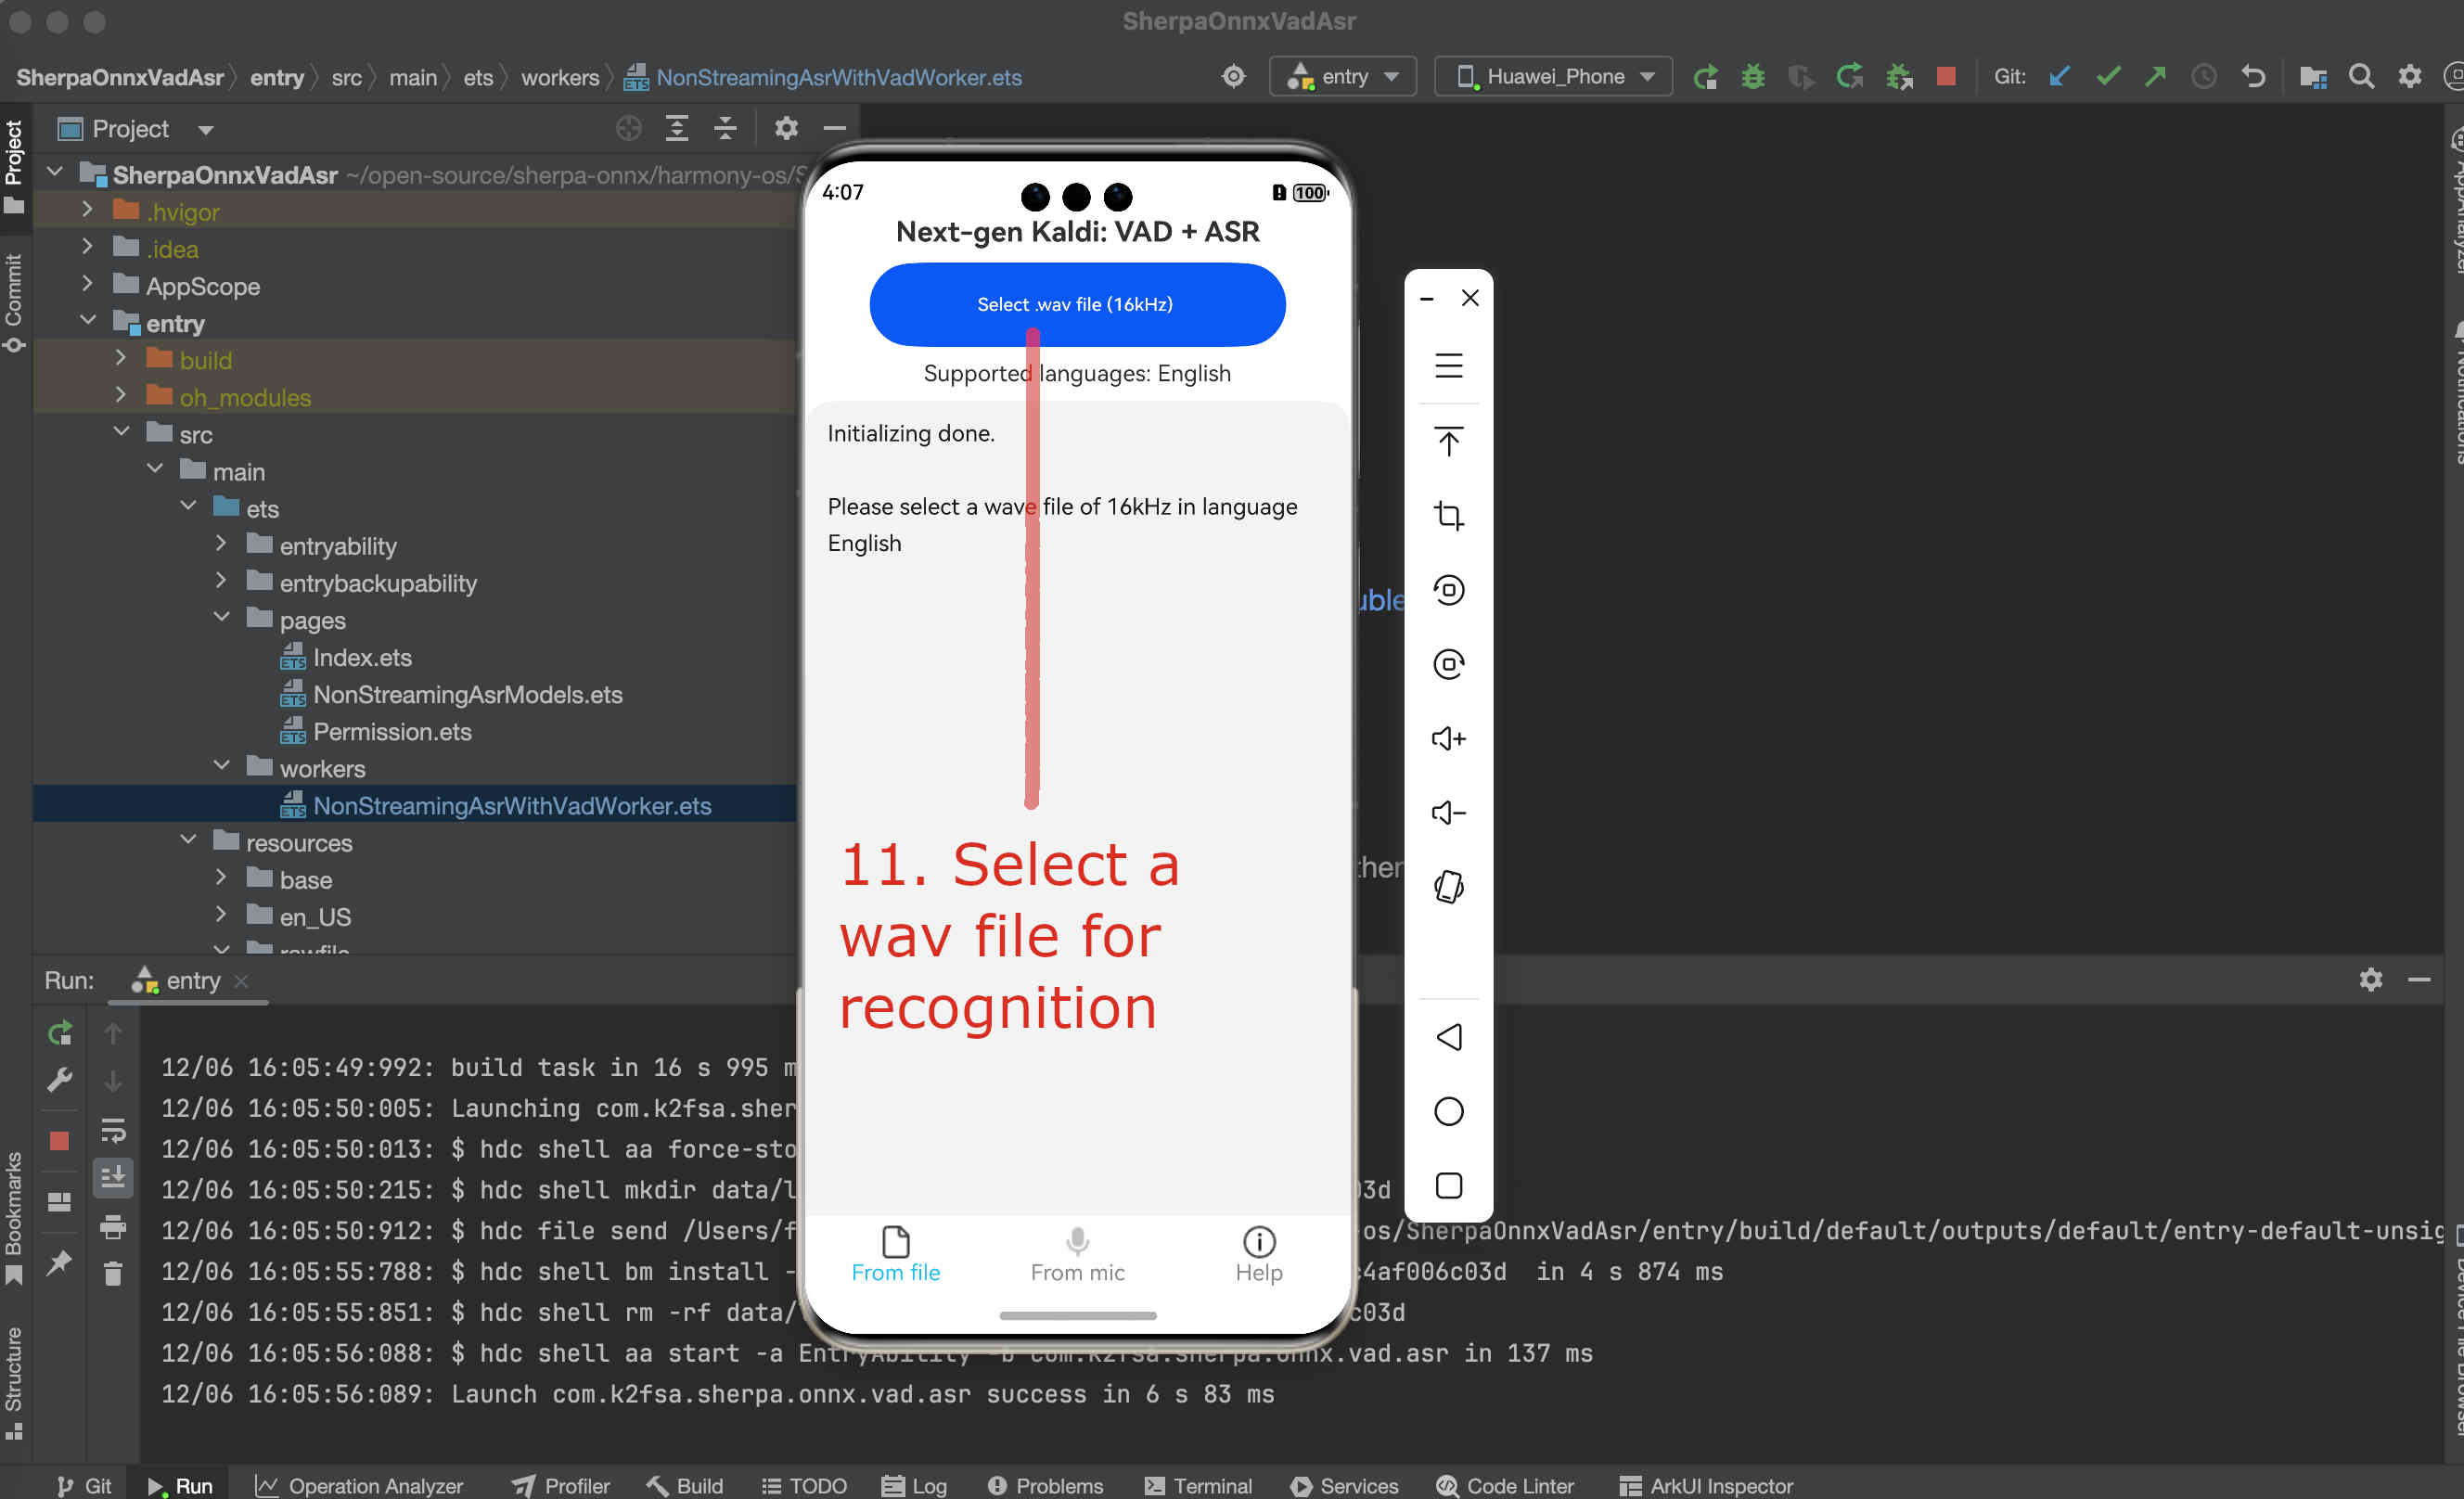 SherpaOnnxVadAsr
SherpaOnnxVadAsr entry src main ets workers NonStreamingAsrWithVadWorker.ets entry Huawei_Phone Git:
Project
Project
Commit
SherpaOnnxVadAsr ~/open-source/sherpa-onnx/harmony-os/S
.hvigor
.idea
AppScope
entry
build
oh_modules
src
main
ets
entryability
entrybackupability
pages
Index.ets
NonStreamingAsrModels.ets
Permission.ets
workers
NonStreamingAsrWithVadWorker.ets
resources
base
en_US
rawfile
4:07 100
Next-gen Kaldi: VAD + ASR
Select .wav file (16kHz)
Supported languages: English
Initializing done.
Please select a wave file of 16kHz in language
English
11. Select a
wav file for
recognition
From file From mic Help
uble
ther
AppAnalyzer
Notifications
Device File Browser
Run: entry
12/06 16:05:49:992: build task in 16 s 995 m
12/06 16:05:50:005: Launching com.k2fsa.sher
12/06 16:05:50:013: $ hdc shell aa force-sto
12/06 16:05:50:215: $ hdc shell mkdir data/l 03d
12/06 16:05:50:912: $ hdc file send /Users/f os/SherpaOnnxVadAsr/entry/build/default/outputs/default/entry-default-unsig
12/06 16:05:55:788: $ hdc shell bm install - c4af006c03d in 4 s 874 ms
12/06 16:05:55:851: $ hdc shell rm -rf data/ c03d
12/06 16:05:56:088: $ hdc shell aa start -a EntryAbility -b com.k2fsa.sherpa.onnx.vad.asr in 137 ms
12/06 16:05:56:089: Launch com.k2fsa.sherpa.onnx.vad.asr success in 6 s 83 ms
Bookmarks
Structure
Git Run Operation Analyzer Profiler Build TODO Log Problems Terminal Services Code Linter ArkUI Inspector